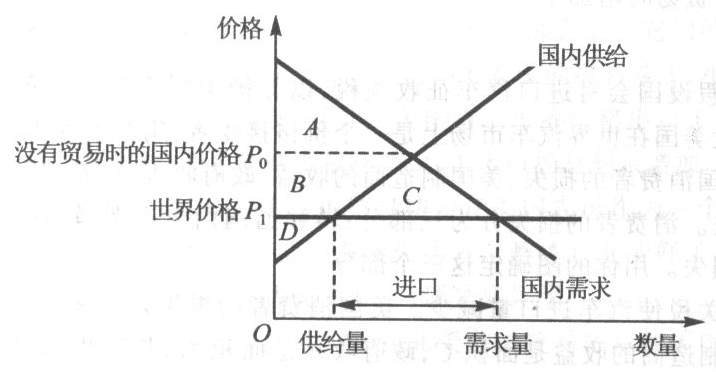 价格
国内供给
A
没有贸易时的国内价格 P₀
B
C
世界价格 P₁
D
进口
国内需求
O
供给量
需求量
数量